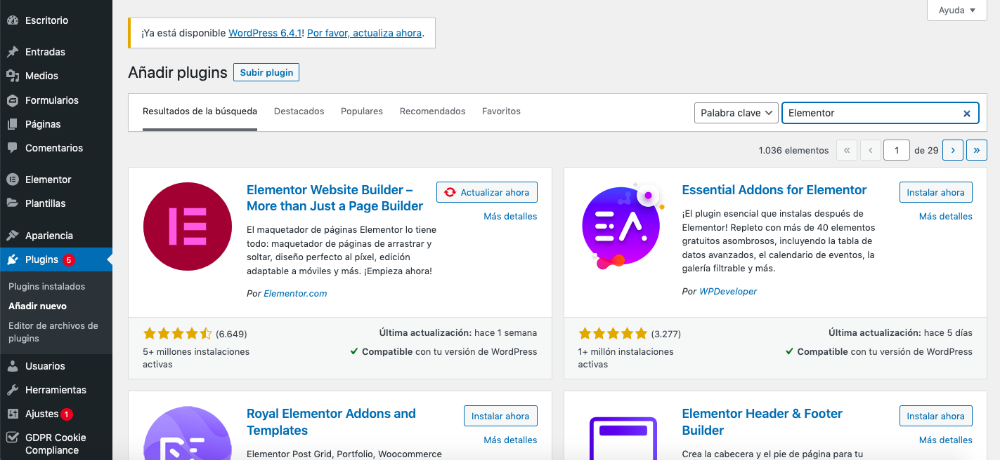 Escritorio
Entradas
Medios
Formularios
Páginas
Comentarios
Elementor
Plantillas
Apariencia
Plugins 5
Plugins instalados
Añadir nuevo
Editor de archivos de
plugins
Usuarios
Herramientas
Ajustes 1
GDPR Cookie
Compliance
Ayuda
¡Ya está disponible WordPress 6.4.1! Por favor, actualiza ahora.
Añadir plugins Subir plugin
Resultados de la búsqueda Destacados Populares Recomendados Favoritos Palabra clave Elementor
1.036 elementos « ‹ 1 de 29 › »
Elementor Website Builder –
More than Just a Page Builder
Actualizar ahora
Más detalles
El maquetador de páginas Elementor lo tiene
todo: maquetador de páginas de arrastrar y
soltar, diseño perfecto al píxel, edición
adaptable a móviles y más. ¡Empieza ahora!
Por Elementor.com
(6.649)
5+ millones instalaciones
activas
Última actualización: hace 1 semana
Compatible con tu versión de WordPress
EA
Essential Addons for Elementor
Instalar ahora
Más detalles
¡El plugin esencial que instalas después de
Elementor! Repleto con más de 40 elementos
gratuitos asombrosos, incluyendo la tabla de
datos avanzados, el calendario de eventos, la
galería filtrable y más.
Por WPDeveloper
(3.277)
1+ millón instalaciones
activas
Última actualización: hace 5 días
Compatible con tu versión de WordPress
Royal Elementor Addons and
Templates
Instalar ahora
Más detalles
Elementor Post Grid, Portfolio, Woocommerce
Elementor Header & Footer
Builder
Instalar ahora
Más detalles
Crea la cabecera y el pie de página para tu